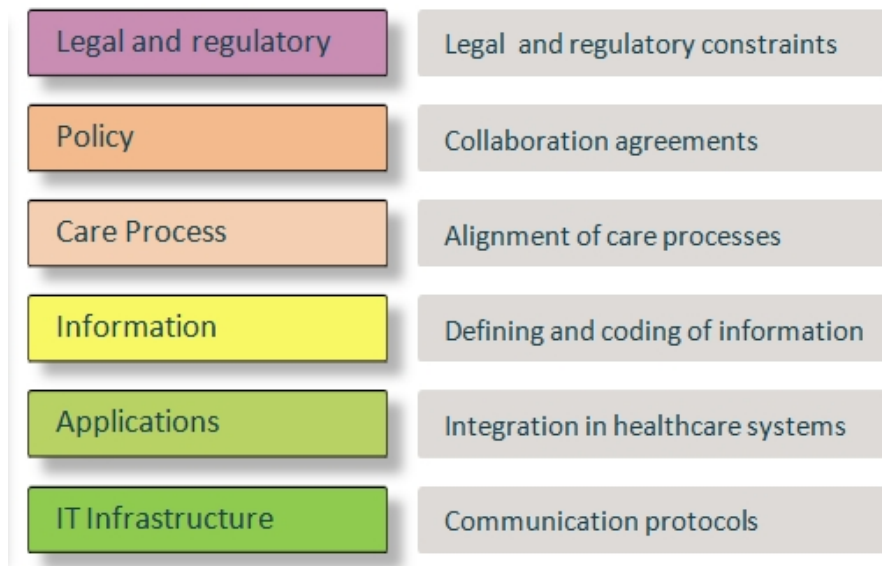 Legal and regulatory
Legal and regulatory constraints
Policy
Collaboration agreements
Care Process
Alignment of care processes
Information
Defining and coding of information
Applications
Integration in healthcare systems
IT Infrastructure
Communication protocols